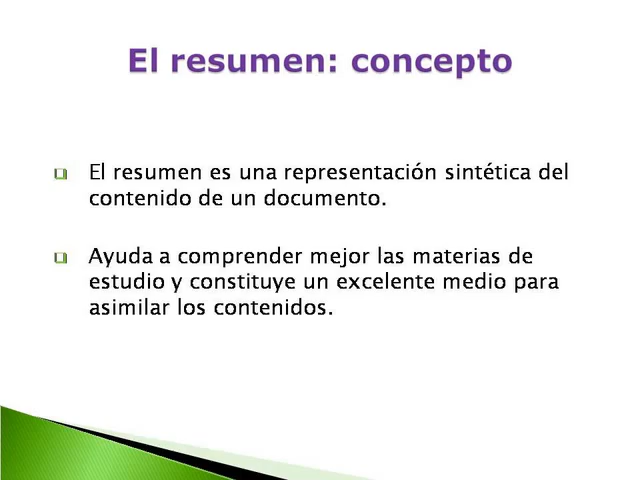 El resumen: concepto
El resumen es una representación sintética del
contenido de un documento.
Ayuda a comprender mejor las materias de
estudio y constituye un excelente medio para
asimilar los contenidos.